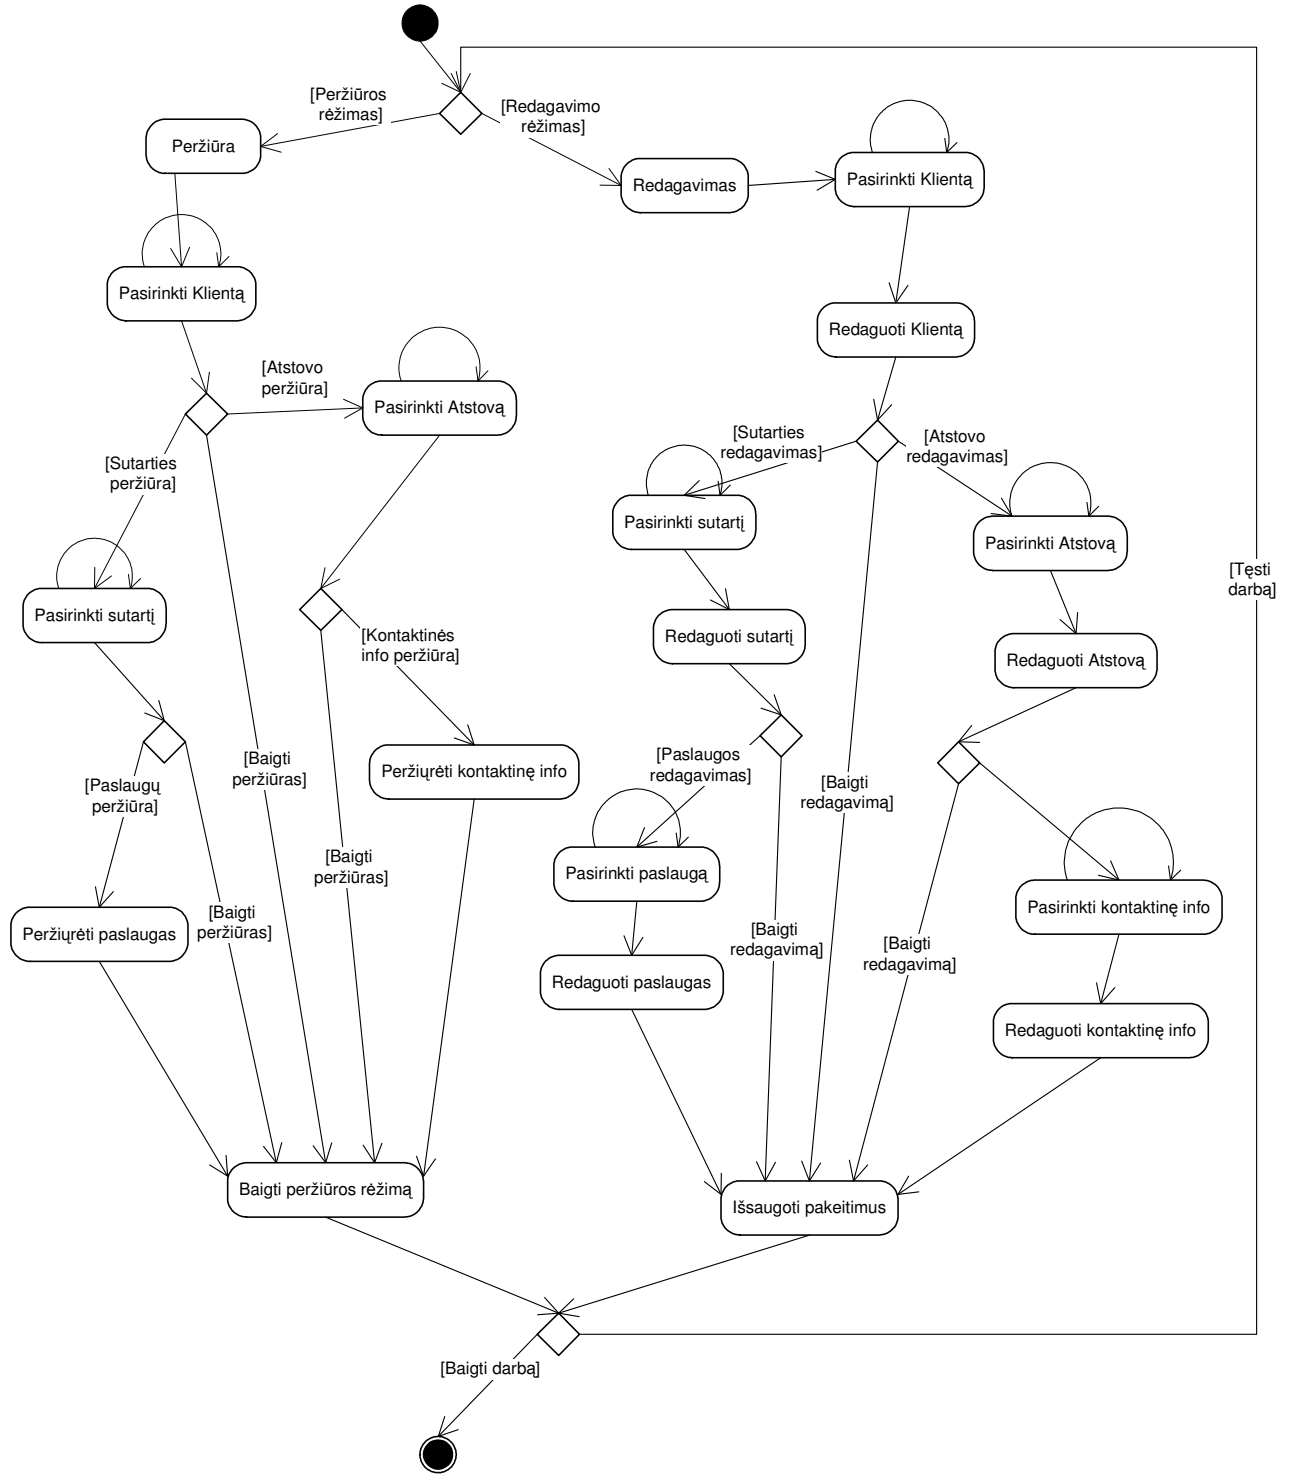 [Peržiūros
rėžimas]
[Redagavimo
rėžimas]
Peržiūra
Redagavimas
Pasirinkti Klientą
Pasirinkti Klientą
Redaguoti Klientą
[Atstovo
peržiūra]
Pasirinkti Atstovą
[Sutarties
peržiūra]
[Sutarties
redagavimas]
[Atstovo
redagavimas]
Pasirinkti sutartį
Pasirinkti Atstovą
[Tęsti
darbą]
Pasirinkti sutartį
[Kontaktinės
info peržiūra]
Redaguoti sutartį
Redaguoti Atstovą
[Paslaugų
peržiūra]
[Baigti
peržiūras]
Peržiųrėti kontaktinę info
[Paslaugos
redagavimas]
[Baigti
redagavimą]
[Baigti
peržiūras]
Pasirinkti paslaugą
Pasirinkti kontaktinę info
Peržiųrėti paslaugas
[Baigti
peržiūras]
[Baigti
redagavimą]
[Baigti
redagavimą]
Redaguoti paslaugas
Redaguoti kontaktinę info
Baigti peržiūros rėžimą
Išsaugoti pakeitimus
[Baigti darbą]